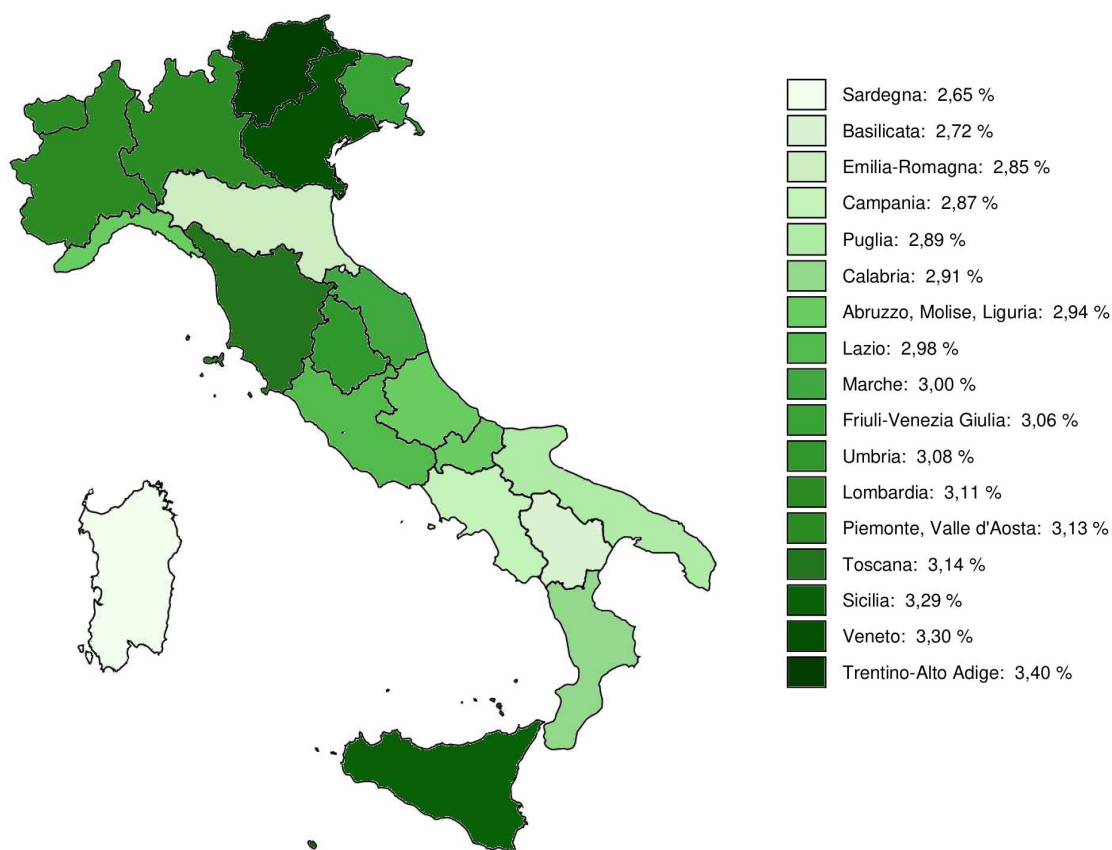 Sardegna: 2,65 %
Basilicata: 2,72 %
Emilia-Romagna: 2,85 %
Campania: 2,87 %
Puglia: 2,89 %
Calabria: 2,91 %
Abruzzo, Molise, Liguria: 2,94 %
Lazio: 2,98 %
Marche: 3,00 %
Friuli-Venezia Giulia: 3,06 %
Umbria: 3,08 %
Lombardia: 3,11 %
Piemonte, Valle d'Aosta: 3,13 %
Toscana: 3,14 %
Sicilia: 3,29 %
Veneto: 3,30 %
Trentino-Alto Adige: 3,40 %